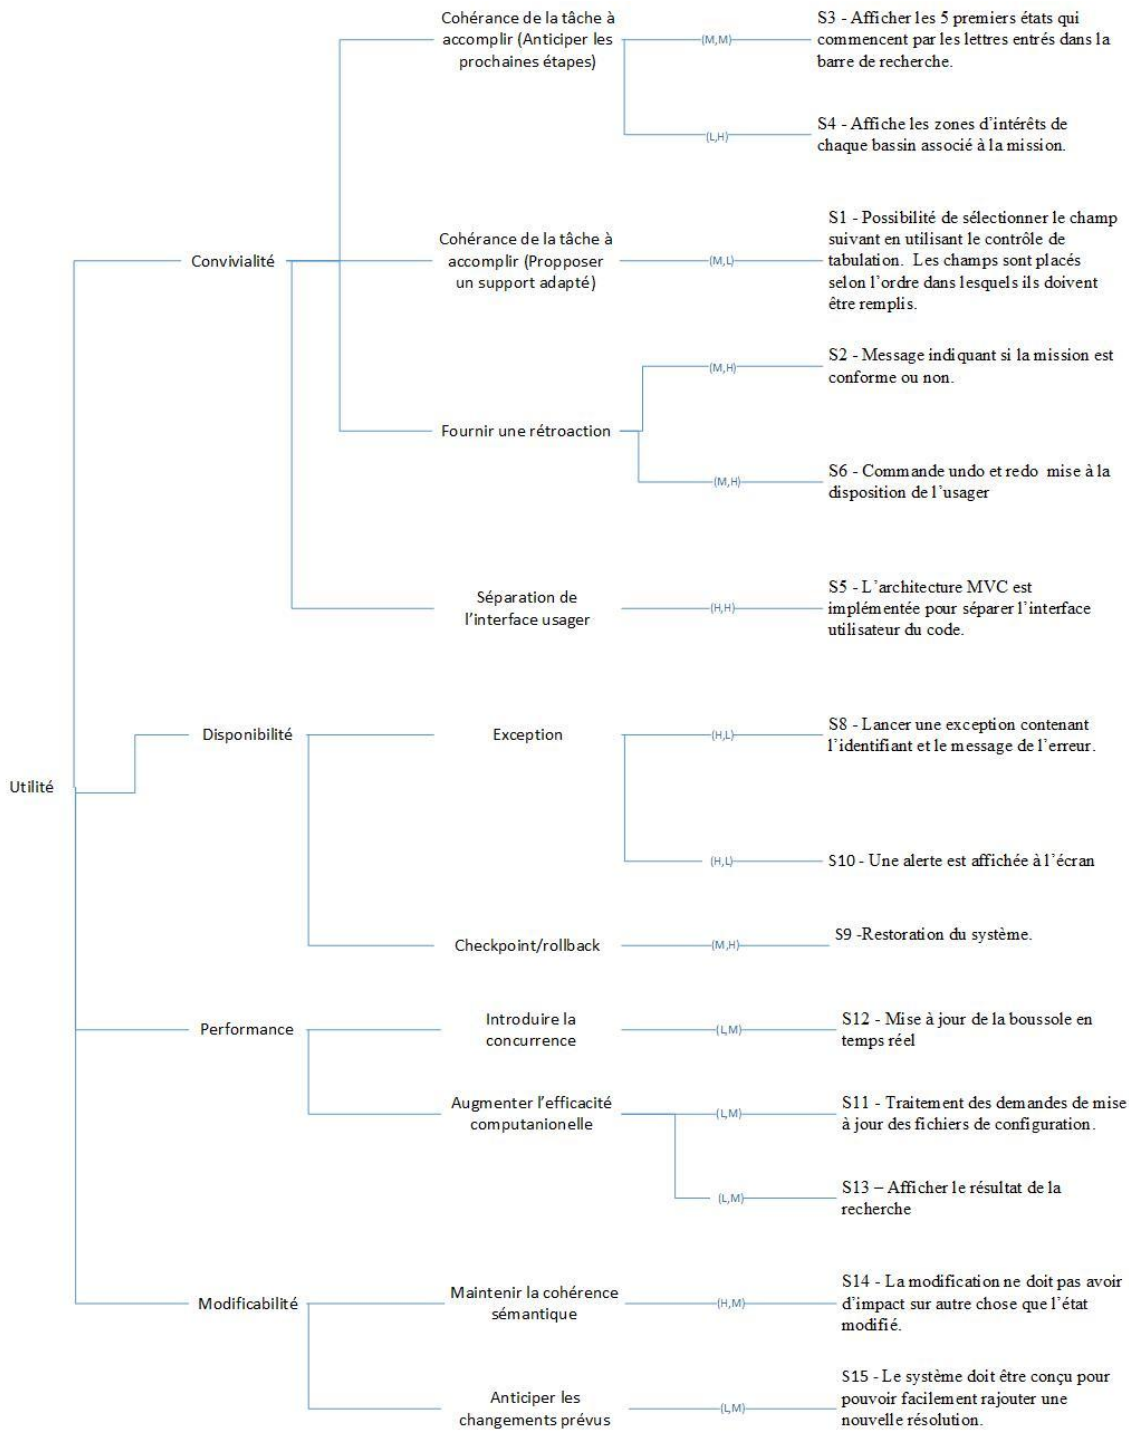 Cohérance de la tâche à
accomplir (Anticiper les
prochaines étapes)
(M,M)
S3 - Afficher les 5 premiers états qui
commencent par les lettres entrés dans la
barre de recherche.
(L,H)
S4 - Affiche les zones d'intérêts de
chaque bassin associé à la mission.
Convivialité
Cohérance de la tâche à
accomplir (Propposer
un support adapté)
(M,L)
S1 - Possibilité de sélectionner le champ
suivant en utilisant le contrôle de
tabulation. Les champs sont placés
selon l'ordre dans lesquels ils doivent
être remplis.
Fournir une rétroaction
(M,H)
S2 - Message indiquant si la mission est
conforme ou non.
(M,H)
S6 - Commande undo et redo mise à la
disposition de l'usager
Séparation de
l'interface usager
(H,H)
S5 - L'architecture MVC est
implémentée pour séparer l'interface
utilisateur du code.
Utilité
Disponibilité
Exception
(H,L)
S8 - Lancer une exception contenant
l'identifiant et le message de l'erreur.
(H,L)
S10 - Une alerte est affichée à l'écran
Checkpoint/rollback
(M,H)
S9 -Restoration du système.
Performance
Introduire la
concurrence
(L,M)
S12 - Mise à jour de la boussole en
temps réel
Augmenter l'efficacité
computanionelle
(L,M)
S11 - Traitement des demandes de mise
à jour des fichiers de configuration.
(L,M)
S13 – Afficher le résultat de la
recherche
Modificabilité
Maintenir la cohérence
sémantique
(H,M)
S14 - La modification ne doit pas avoir
d'impact sur autre chose que l'état
modifié.
Anticiper les
changements prévus
(L,M)
S15 - Le système doit être conçu pour
pouvoir facilement rajouter une
nouvelle résolution.